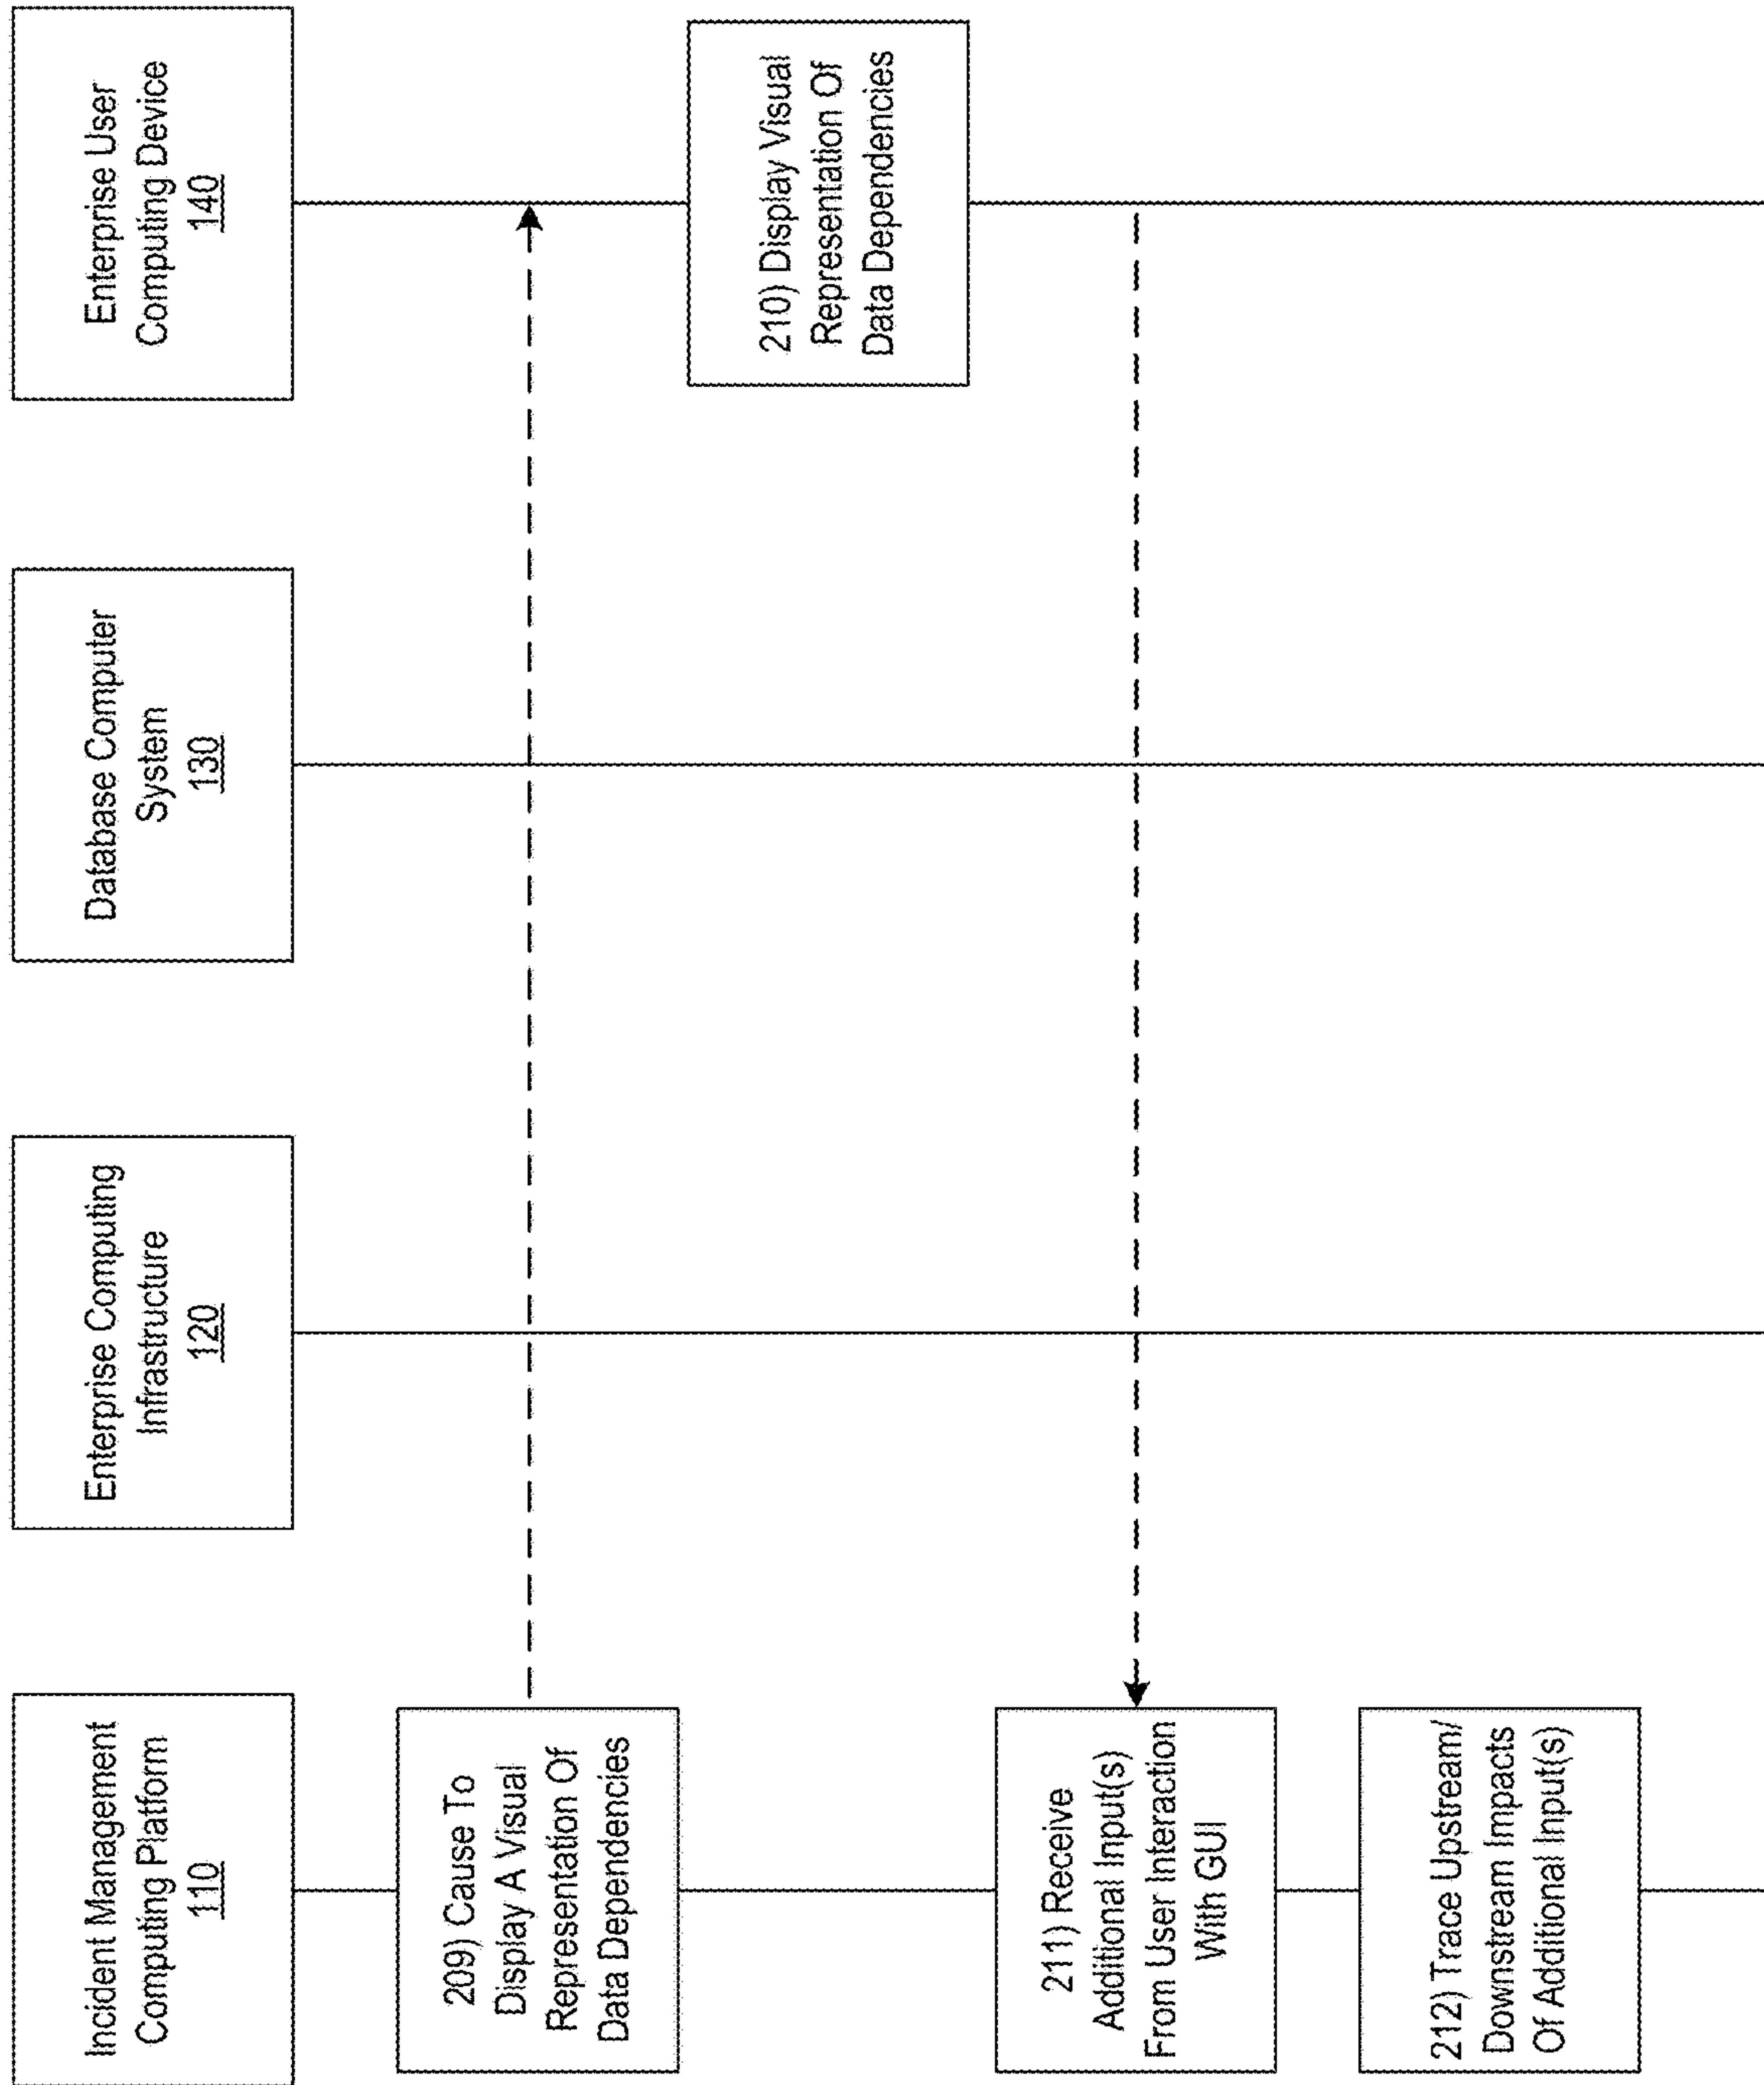 Incident Management
Computing Platform
110
Enterprise Computing
Infrastructure
120
Database Computer
System
130
Enterprise User
Computing Device
140
209) Cause To
Display A Visual
Representation Of
Data Dependencies
210) Display Visual
Representation Of
Data Dependencies
211) Receive
Additional Input(s)
From User Interaction
With GUI
212) Trace Upstream/
Downstream Impacts
Of Additional Input(s)